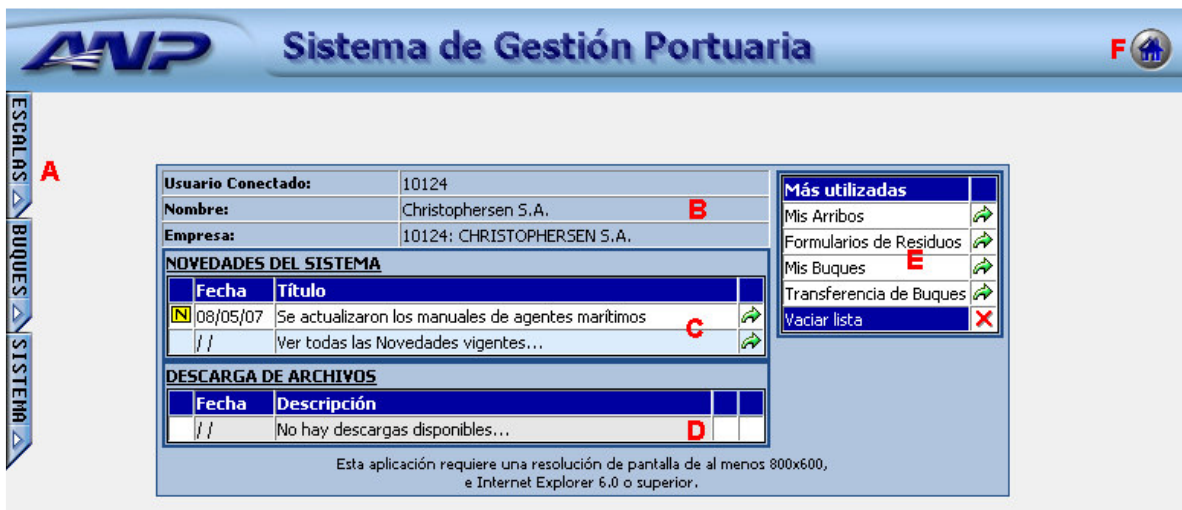 ANP Sistema de Gestión Portuaria F
ESCALAS
BUQUES
SISTEMA
A
Usuario Conectado: 10124
Nombre: Christophersen S.A. B
Empresa: 10124: CHRISTOPHERSEN S.A.
NOVEDADES DEL SISTEMA
Fecha Título
N 08/05/07 Se actualizaron los manuales de agentes marítimos
/ / Ver todas las Novedades vigentes...
C
DESCARGA DE ARCHIVOS
Fecha Descripción
/ / No hay descargas disponibles... D
Esta aplicación requiere una resolución de pantalla de al menos 800x600,
e Internet Explorer 6.0 o superior.
Más utilizadas
Mis Arribos
Formularios de Residuos
E
Mis Buques
Transferencia de Buques
Vaciar lista